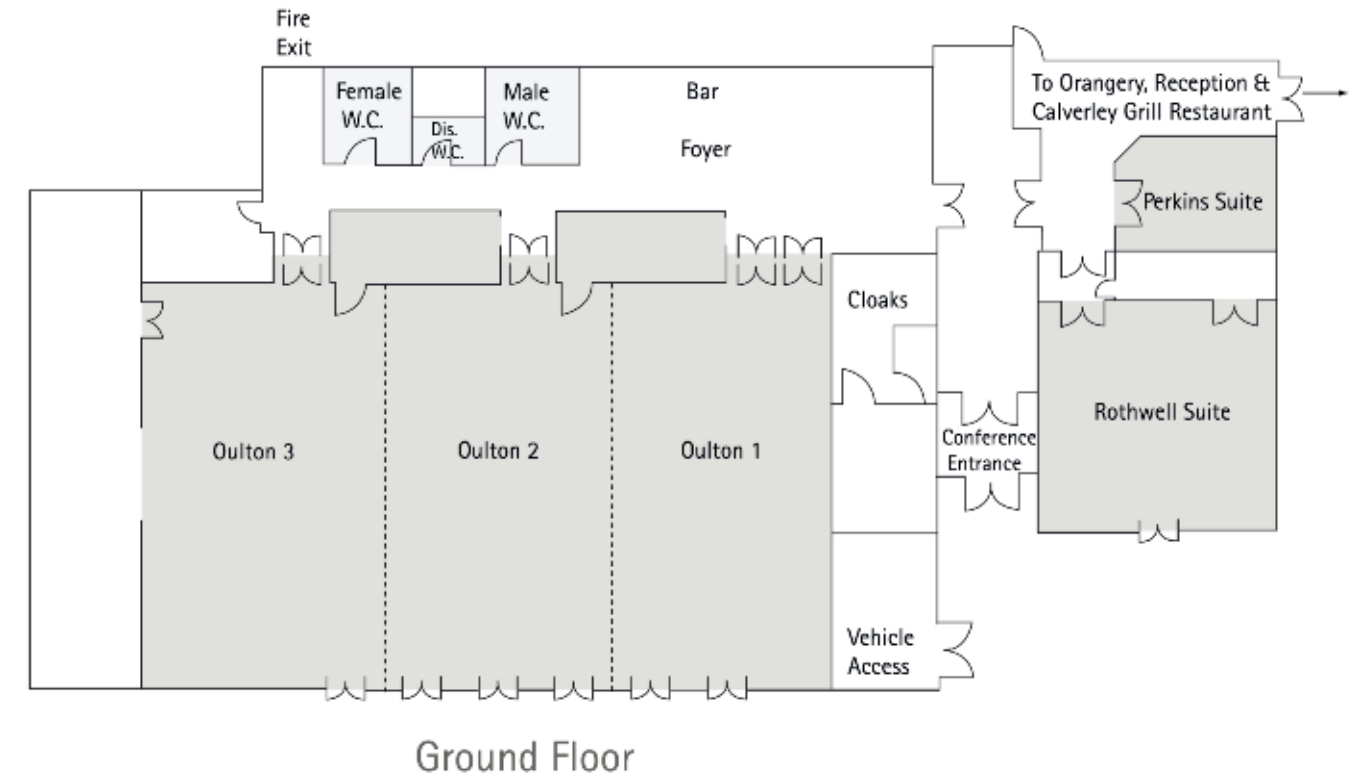 Fire
Exit
Female
W.C.
Dis.
W.C.
Male
W.C.
Bar
Foyer
To Orangery, Reception &
Calverley Grill Restaurant
Perkins Suite
Cloaks
Rothwell Suite
Conference
Entrance
Oulton 3
Oulton 2
Oulton 1
Vehicle
Access
Ground Floor